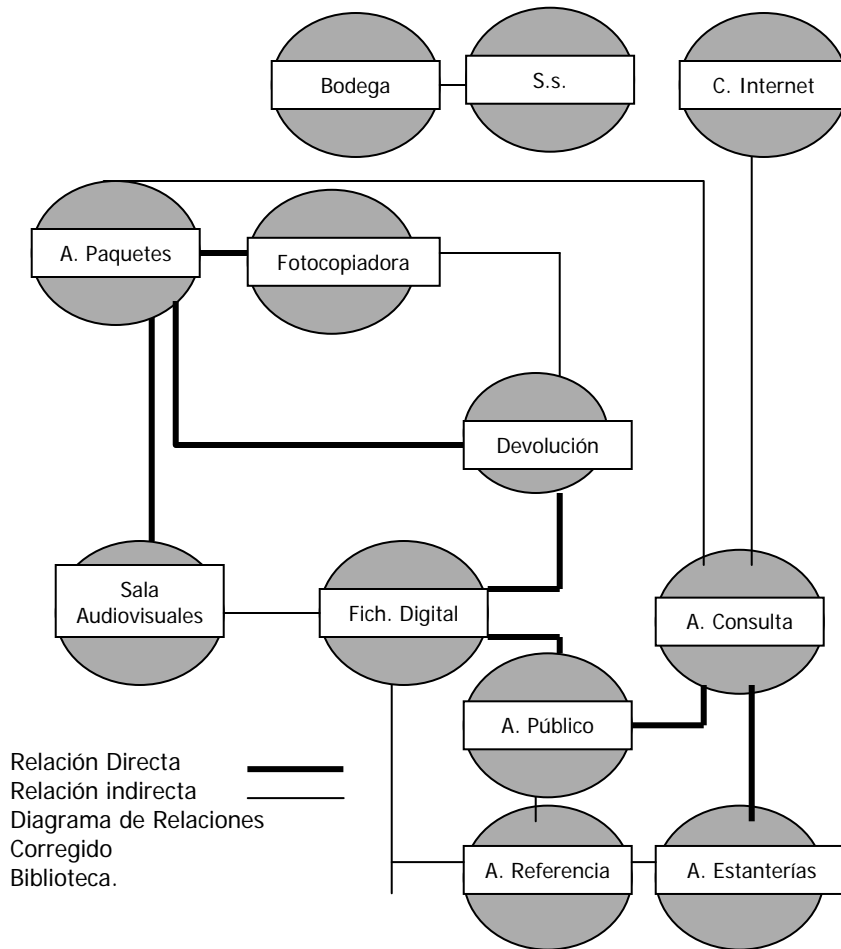 Bodega
S.s.
C. Internet
A. Paquetes
Fotocopiadora
Devolución
Sala
Audiovisuales
Fich. Digital
A. Consulta
A. Público
Relación Directa
Relación indirecta
Diagrama de Relaciones
Corregido
Biblioteca.
A. Referencia
A. Estanterías